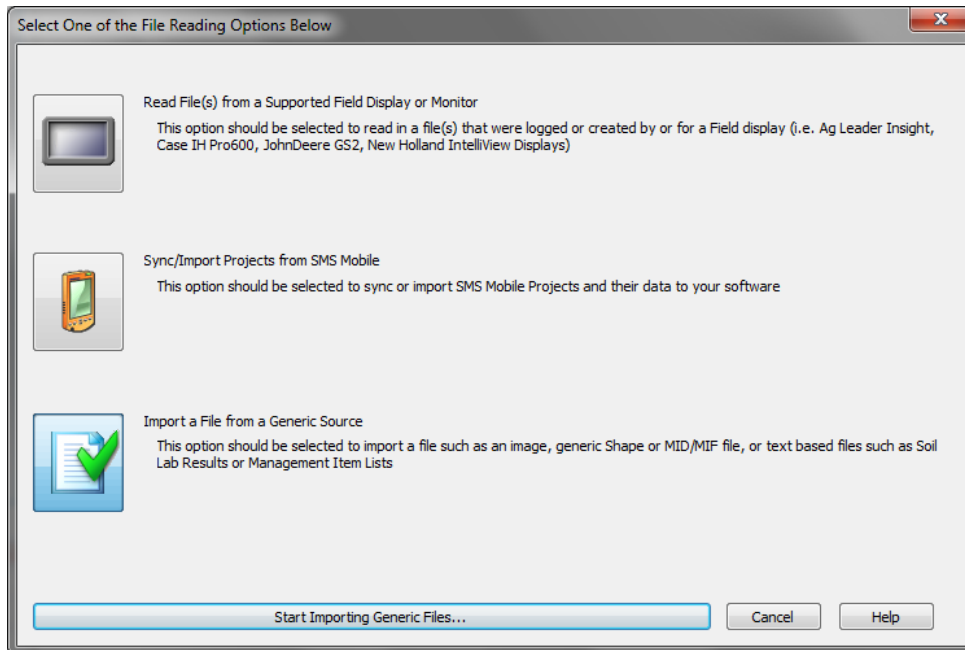 Select One of the File Reading Options Below
Read File(s) from a Supported Field Display or Monitor
This option should be selected to read in a file(s) that were logged or created by or for a Field display (i.e. Ag Leader Insight,
Case IH Pro600, JohnDeere GS2, New Holland IntelliView Displays)
Sync/Import Projects from SMS Mobile
This option should be selected to sync or import SMS Mobile Projects and their data to your software
Import a File from a Generic Source
This option should be selected to import a file such as an image, generic Shape or MID/MIF file, or text based files such as Soil
Lab Results or Management Item Lists
Start Importing Generic Files...
Cancel
Help